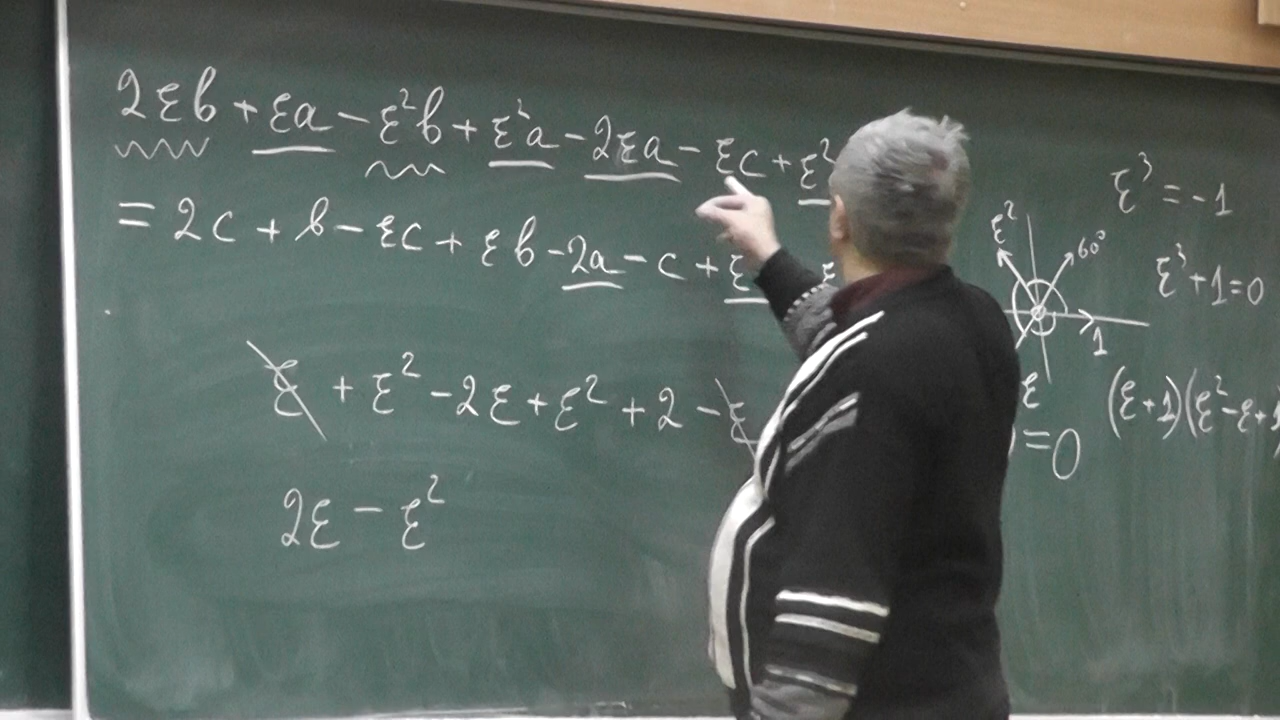 2εb + εa − ε²b + ε²a − 2εa − εc + ε²
= 2c + b − εc + εb − 2a − c + ε
ε + ε² − 2ε + ε² + 2 − ε
2ε − ε²
ε³ = −1
ε² 60°
ε³ + 1 = 0
1
ε (ε+1)(ε²−ε+1
=0